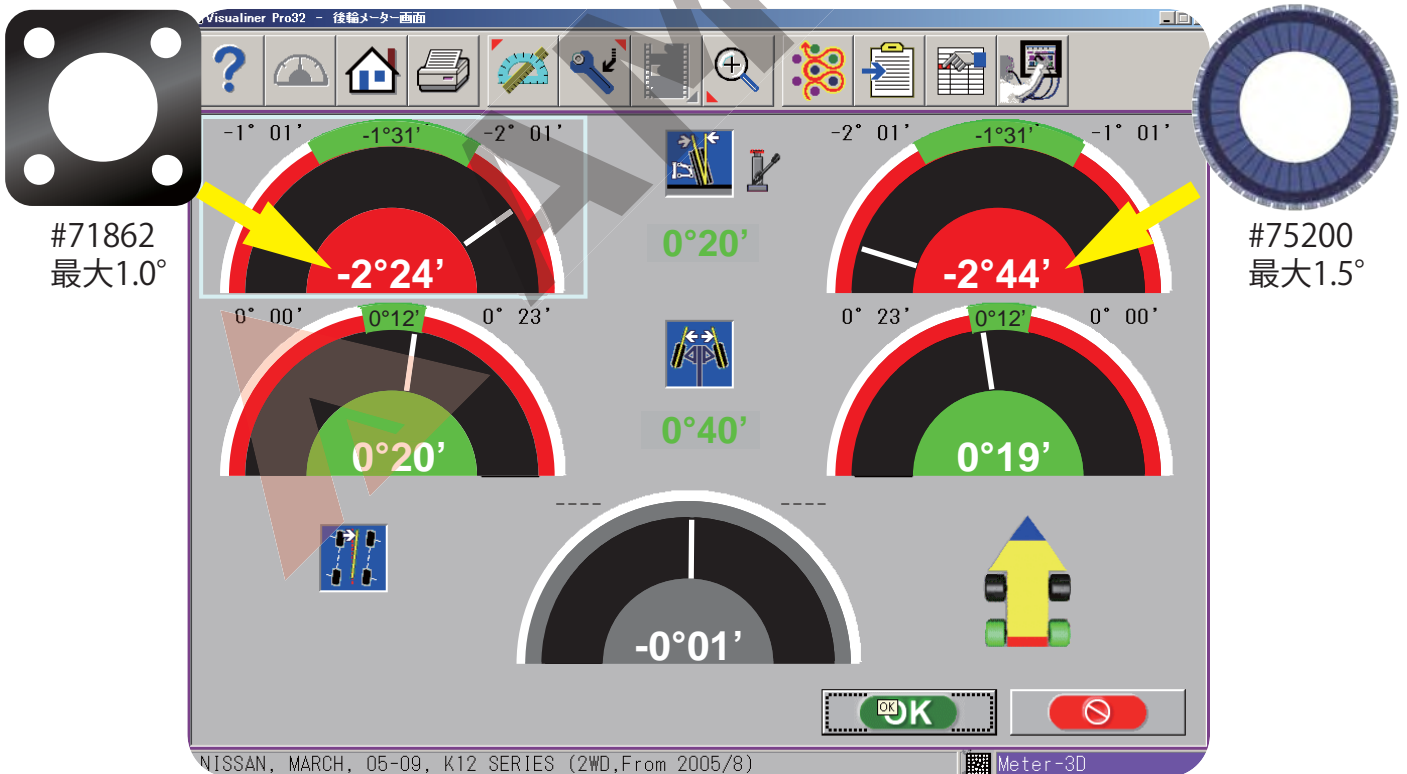 Visualiner Pro32 - 後輪メーター画面
#71862
最大1.0°
#75200
最大1.5°
-1° 01' -1°31' -2° 01'
-2°24'
0°20'
-2° 01' -1°31' -1° 01'
-2°44'
0° 00' 0°12' 0° 23'
0°20'
0°40'
0° 23' 0°12' 0° 00'
0°19'
---- ----
-0°01'
OK
OK
NISSAN, MARCH, 05-09, K12 SERIES (2WD,From 2005/8)
Meter-3D